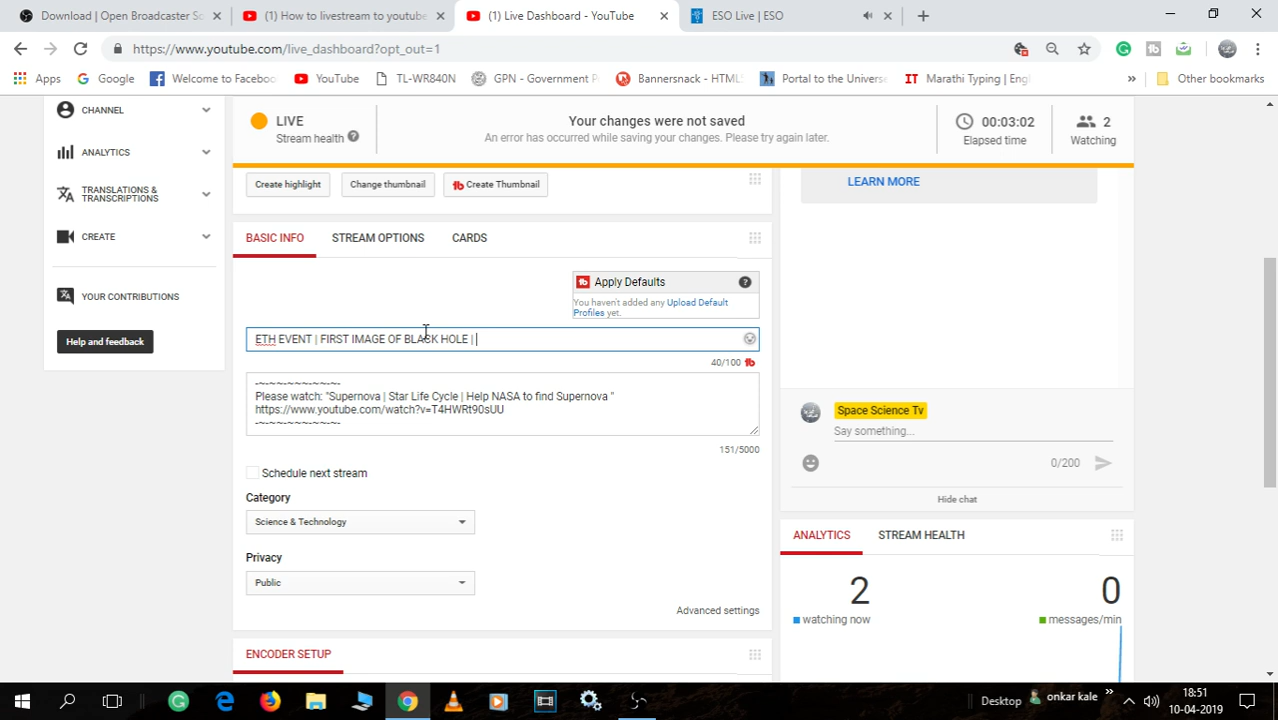 Download | Open Broadcaster So
(1) How to livestream to youtube
(1) Live Dashboard - YouTube
ESO Live | ESO
https://www.youtube.com/live_dashboard?opt_out=1
Apps
Google
Welcome to Faceboo
YouTube
TL-WR840N
GPN - Government P
Bannersnack - HTML
Portal to the Universe
Marathi Typing | Engl
Other bookmarks
CHANNEL
ANALYTICS
TRANSLATIONS &
TRANSCRIPTIONS
CREATE
YOUR CONTRIBUTIONS
Help and feedback
LIVE
Stream health
Your changes were not saved
An error has occurred while saving your changes. Please try again later.
00:03:02
Elapsed time
2
Watching
Create highlight
Change thumbnail
Create Thumbnail
BASIC INFO
STREAM OPTIONS
CARDS
Apply Defaults
You haven't added any Upload Default
Profiles yet.
ETH EVENT | FIRST IMAGE OF BLACK HOLE |
40/100
-~-~~-~~~-~~-~-
Please watch: "Supernova | Star Life Cycle | Help NASA to find Supernova "
https://www.youtube.com/watch?v=T4HWRt90sUU
-~-~~-~~~-~~-~-
151/5000
Schedule next stream
Category
Science & Technology
Privacy
Public
Advanced settings
ENCODER SETUP
LEARN MORE
Space Science Tv
Say something...
0/200
Hide chat
ANALYTICS
STREAM HEALTH
2
watching now
0
messages/min
Desktop
onkar kale
18:51
10-04-2019